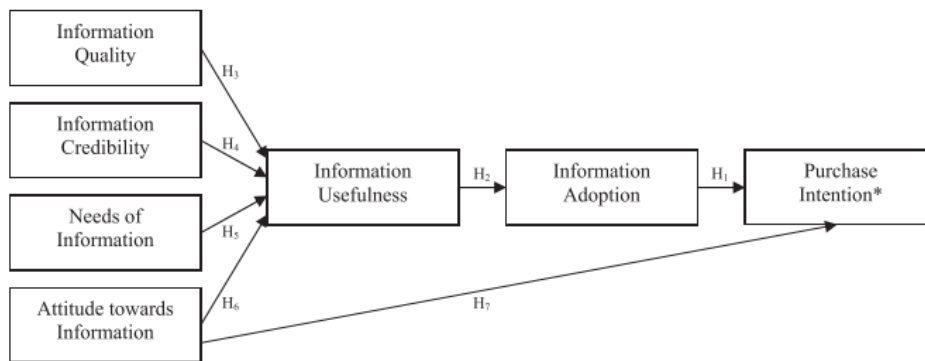 Information
Quality
H₃
Information
Credibility
H₄
Information
Usefulness
H₂
Information
Adoption
H₁
Purchase
Intention*
Needs of
Information
H₅
Attitude towards
Information
H₆
H₇